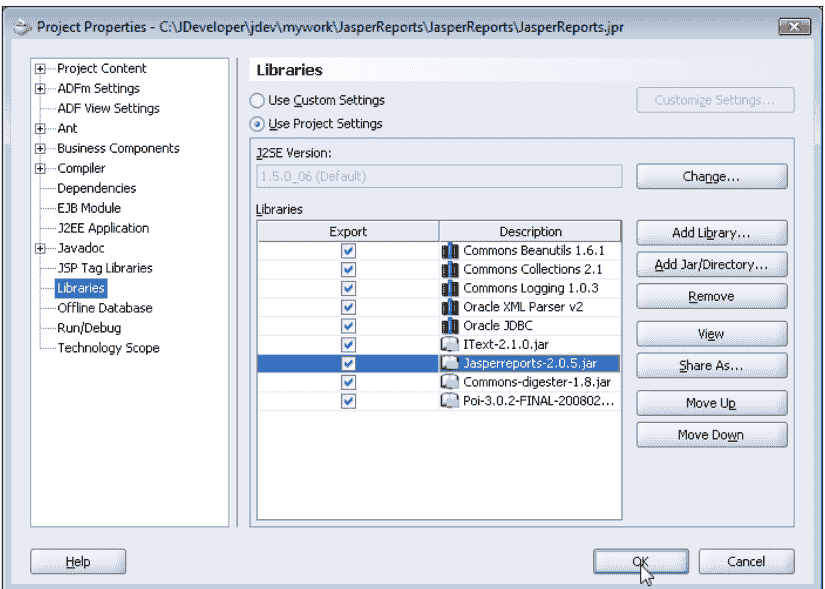 Project Properties - C:\JDeveloper\jdev\mywork\JasperReports\JasperReports\JasperReports.jpr
Project Content
ADFm Settings
ADF View Settings
Ant
Business Components
Compiler
Dependencies
EJB Module
J2EE Application
Javadoc
JSP Tag Libraries
Libraries
Offline Database
Run/Debug
Technology Scope
Libraries
Use Custom Settings
Customize Settings...
Use Project Settings
J2SE Version:
1.5.0_06 (Default)
Change...
Libraries
Export Description
Commons Beanutils 1.6.1
Commons Collections 2.1
Commons Logging 1.0.3
Oracle XML Parser v2
Oracle JDBC
IText-2.1.0.jar
Jasperreports-2.0.5.jar
Commons-digester-1.8.jar
Poi-3.0.2-FINAL-200802...
Add Library...
Add Jar/Directory...
Remove
View
Share As...
Move Up
Move Down
Help
OK
Cancel